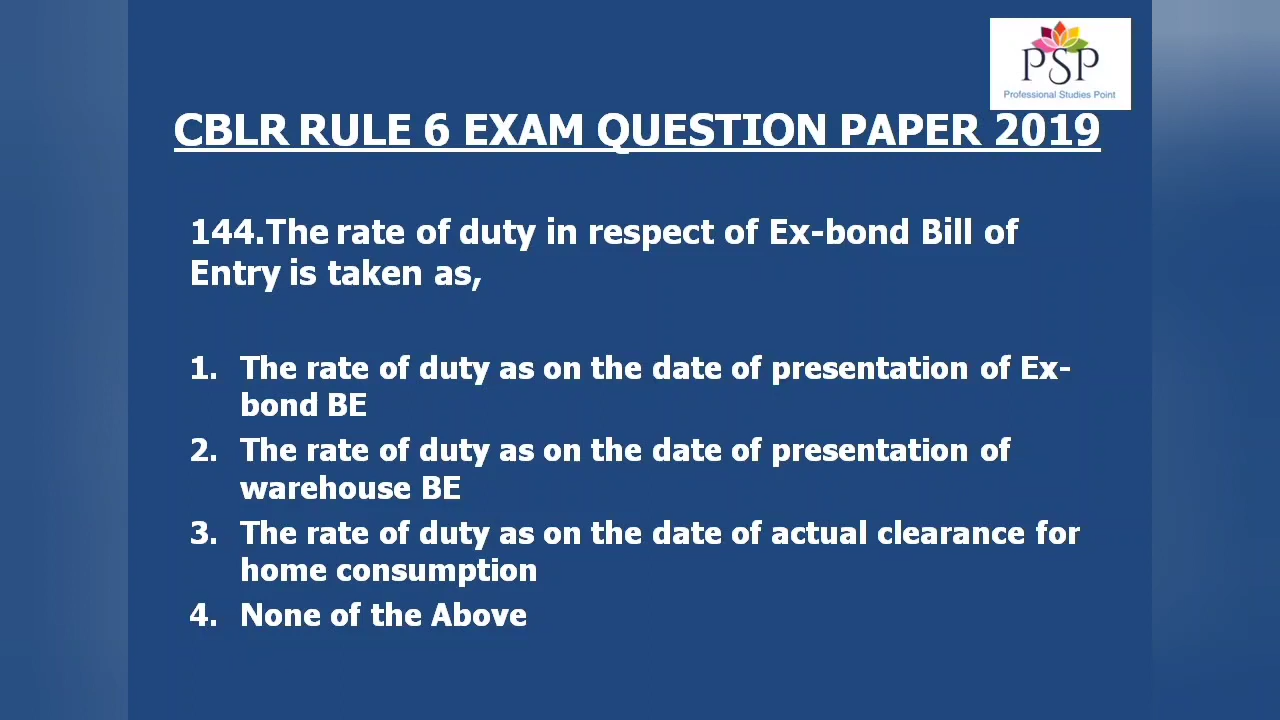 PSP
Professional Studies Point
CBLR RULE 6 EXAM QUESTION PAPER 2019
144.The rate of duty in respect of Ex-bond Bill of
Entry is taken as,
1. The rate of duty as on the date of presentation of Ex-
bond BE
2. The rate of duty as on the date of presentation of
warehouse BE
3. The rate of duty as on the date of actual clearance for
home consumption
4. None of the Above